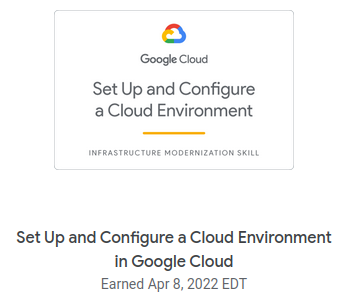 Google Cloud
Set Up and Configure
a Cloud Environment
INFRASTRUCTURE MODERNIZATION SKILL
Set Up and Configure a Cloud Environment
in Google Cloud
Earned Apr 8, 2022 EDT